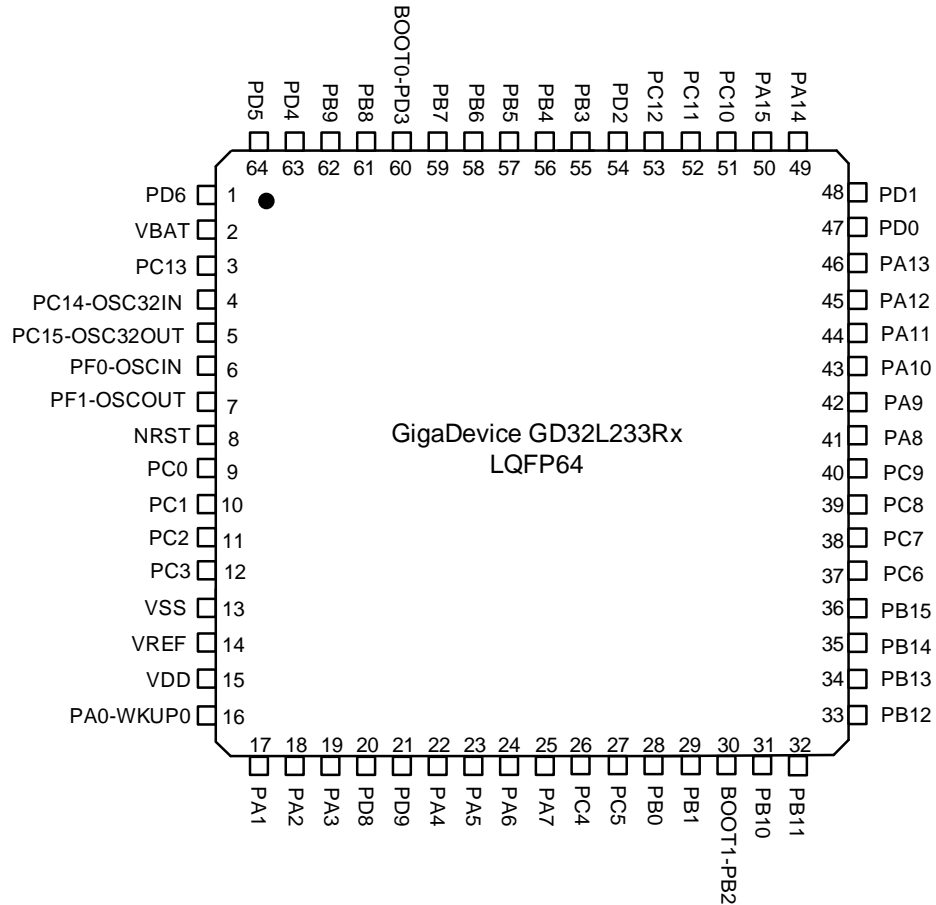 BOOT0-PD3
PD5
PD4
PB9
PB8
PB7
PB6
PB5
PB4
PB3
PD2
PC12
PC11
PC10
PA15
PA14
64 63 62 61 60 59 58 57 56 55 54 53 52 51 50 49
PD6 1
VBAT 2
PC13 3
PC14-OSC32IN 4
PC15-OSC32OUT 5
PF0-OSCIN 6
PF1-OSCOUT 7
NRST 8
PC0 9
PC1 10
PC2 11
PC3 12
VSS 13
VREF 14
VDD 15
PA0-WKUP0 16
GigaDevice GD32L233Rx
LQFP64
48 PD1
47 PD0
46 PA13
45 PA12
44 PA11
43 PA10
42 PA9
41 PA8
40 PC9
39 PC8
38 PC7
37 PC6
36 PB15
35 PB14
34 PB13
33 PB12
17 18 19 20 21 22 23 24 25 26 27 28 29 30 31 32
PA1
PA2
PA3
PD8
PD9
PA4
PA5
PA6
PA7
PC4
PC5
PB0
PB1
BOOT1-PB2
PB10
PB11